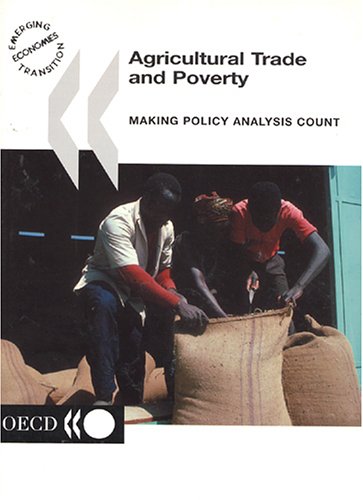 EMERGING
ECONOMIES
TRANSITION
Agricultural Trade
and Poverty
MAKING POLICY ANALYSIS COUNT
OECD